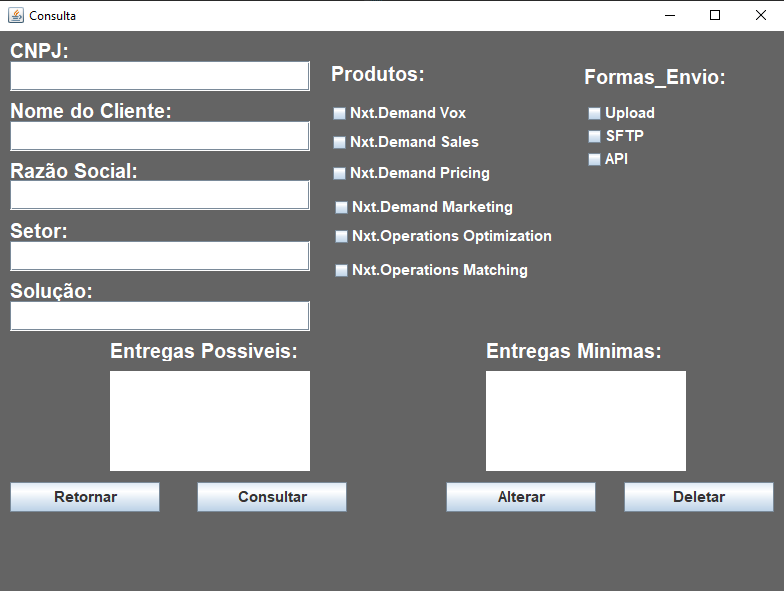 Consulta
CNPJ:
Nome do Cliente:
Razão Social:
Setor:
Solução:
Produtos:
Nxt.Demand Vox
Nxt.Demand Sales
Nxt.Demand Pricing
Nxt.Demand Marketing
Nxt.Operations Optimization
Nxt.Operations Matching
Formas_Envio:
Upload
SFTP
API
Entregas Possiveis:
Entregas Minimas:
Retornar
Consultar
Alterar
Deletar